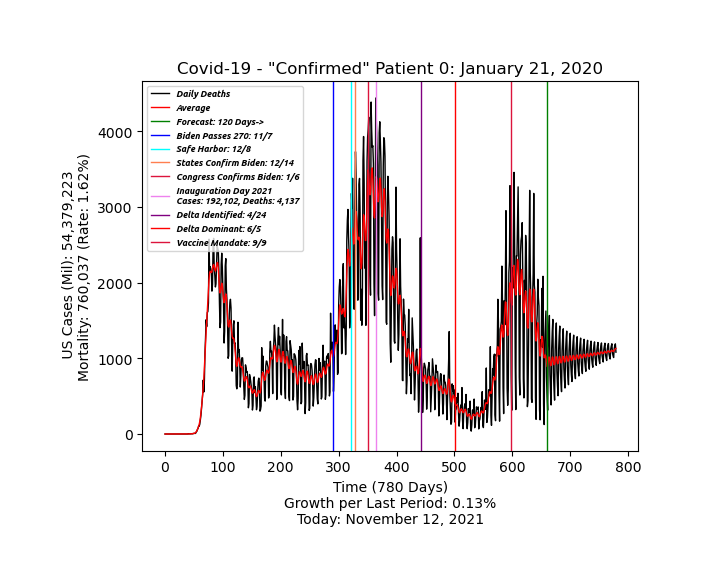 Covid-19 - "Confirmed" Patient 0: January 21, 2020
Daily Deaths
Average
Forecast: 120 Days->
Biden Passes 270: 11/7
Safe Harbor: 12/8
States Confirm Biden: 12/14
Congress Confirms Biden: 1/6
Inauguration Day 2021
Cases: 192,102, Deaths: 4,137
Delta Identified: 4/24
Delta Dominant: 6/5
Vaccine Mandate: 9/9
US Cases (Mil): 54,379,223
Mortality: 760,037 (Rate: 1.62%)
4000
3000
2000
1000
0
0 100 200 300 400 500 600 700 800
Time (780 Days)
Growth per Last Period: 0.13%
Today: November 12, 2021